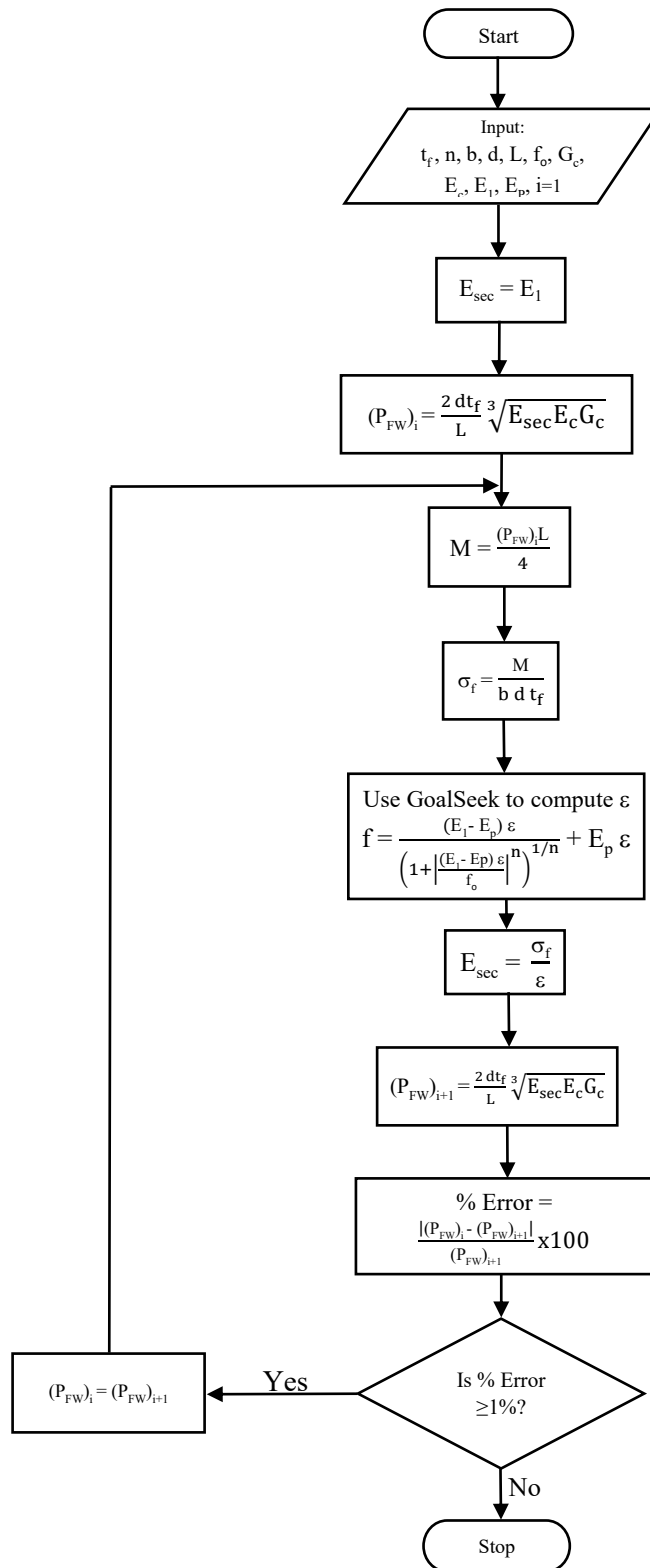 Start
Input:
t_f, n, b, d, L, f_o, G_c,
E_c, E_1, E_P, i=1
E_sec = E_1
(P_FW)_i = 2 dt_f / L ∛(E_sec E_c G_c)
M = (P_FW)_i L / 4
σ_f = M / b d t_f
Use GoalSeek to compute ε
f = (E_1- E_p) ε / (1+|(E_1- Ep) ε / f_o|^n)^1/n + E_p ε
E_sec = σ_f / ε
(P_FW)_i+1 = 2 dt_f / L ∛(E_sec E_c G_c)
% Error =
|(P_FW)_i - (P_FW)_i+1| / (P_FW)_i+1 x100
Is % Error
≥1%?
Yes
(P_FW)_i = (P_FW)_i+1
No
Stop